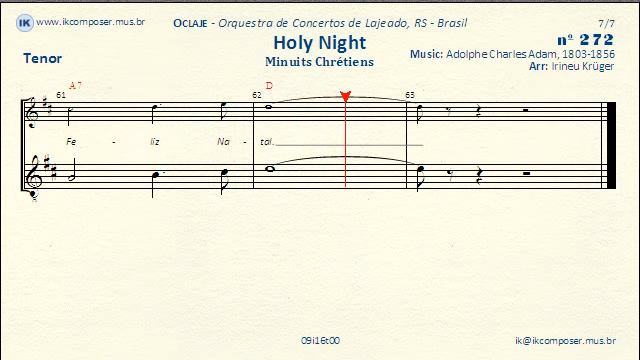 IK www.ikcomposer.mus.br
OCLAJE - Orquestra de Concertos de Lajeado, RS - Brasil
7/7
Holy Night
nº 272
Minuits Chrétiens
Tenor
Music: Adolphe Charles Adam, 1803-1856
Arr: Irineu Krüger
61 A7 62 D 63
Fe - liz Na - tal.
8
09i16t00
ik@ikcomposer.mus.br